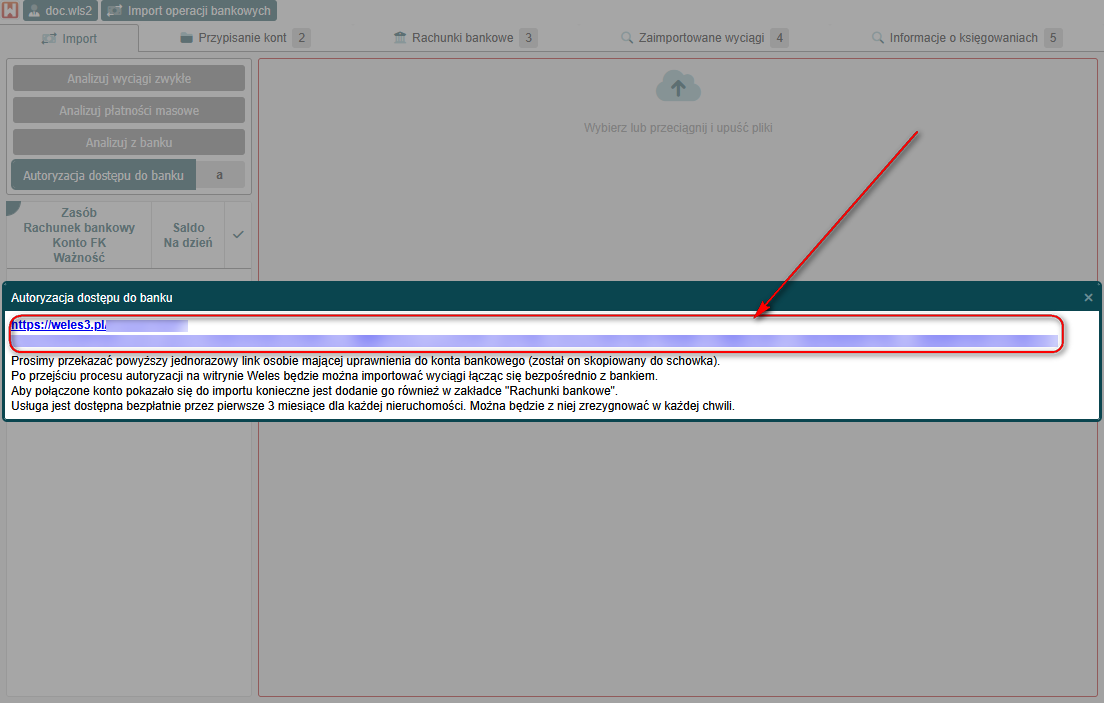 doc.wls2 Import operacji bankowych
Import Przypisanie kont 2 Rachunki bankowe 3 Zaimportowane wyciągi 4 Informacje o księgowaniach 5
Analizuj wyciągi zwykłe
Analizuj płatności masowe
Analizuj z banku
Autoryzacja dostępu do banku a
Wybierz lub przeciągnij i upuść pliki
Zasób
Rachunek bankowy
Konto FK
Ważność
Saldo
Na dzień
Autoryzacja dostępu do banku
https://weles3.pl/
Prosimy przekazać powyższy jednorazowy link osobie mającej uprawnienia do konta bankowego (został on skopiowany do schowka).
Po przejściu procesu autoryzacji na witrynie Weles będzie można importować wyciągi łącząc się bezpośrednio z bankiem.
Aby połączone konto pokazało się do importu konieczne jest dodanie go również w zakładce "Rachunki bankowe".
Usługa jest dostępna bezpłatnie przez pierwsze 3 miesiące dla każdej nieruchomości. Można będzie z niej zrezygnować w każdej chwili.